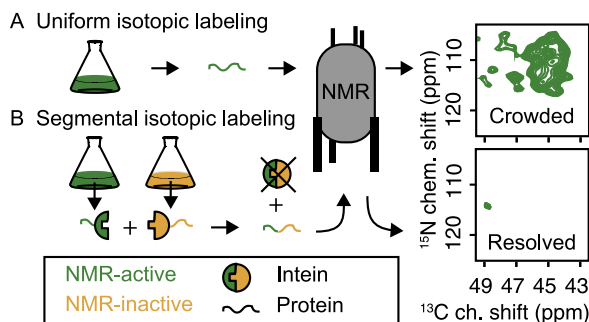 A Uniform isotopic labeling
NMR
110
120
Crowded
B Segmental isotopic labeling
+
+
110
120
Resolved
15N chem. shift (ppm)
49 47 45 43
13C ch. shift (ppm)
NMR-active
Intein
NMR-inactive
Protein